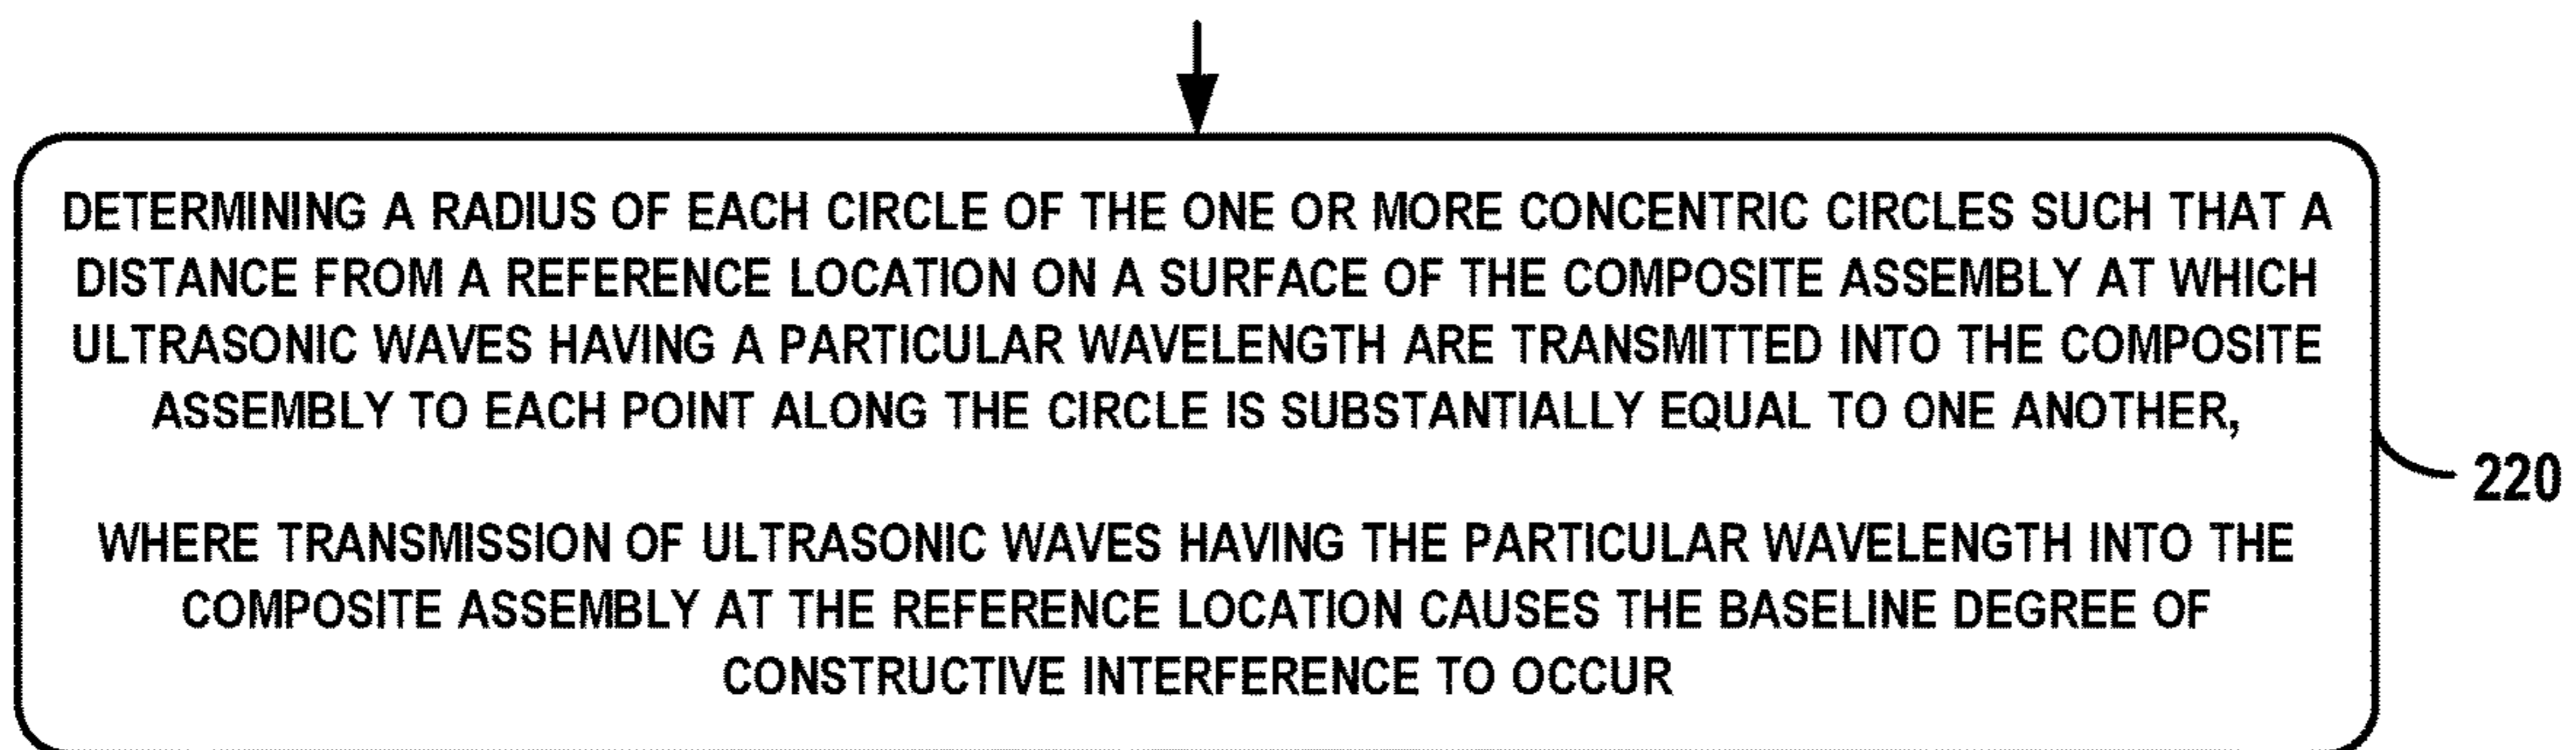 DETERMINING A RADIUS OF EACH CIRCLE OF THE ONE OR MORE CONCENTRIC CIRCLES SUCH THAT A
DISTANCE FROM A REFERENCE LOCATION ON A SURFACE OF THE COMPOSITE ASSEMBLY AT WHICH
ULTRASONIC WAVES HAVING A PARTICULAR WAVELENGTH ARE TRANSMITTED INTO THE COMPOSITE
ASSEMBLY TO EACH POINT ALONG THE CIRCLE IS SUBSTANTIALLY EQUAL TO ONE ANOTHER,
220
WHERE TRANSMISSION OF ULTRASONIC WAVES HAVING THE PARTICULAR WAVELENGTH INTO THE
COMPOSITE ASSEMBLY AT THE REFERENCE LOCATION CAUSES THE BASELINE DEGREE OF
CONSTRUCTIVE INTERFERENCE TO OCCUR